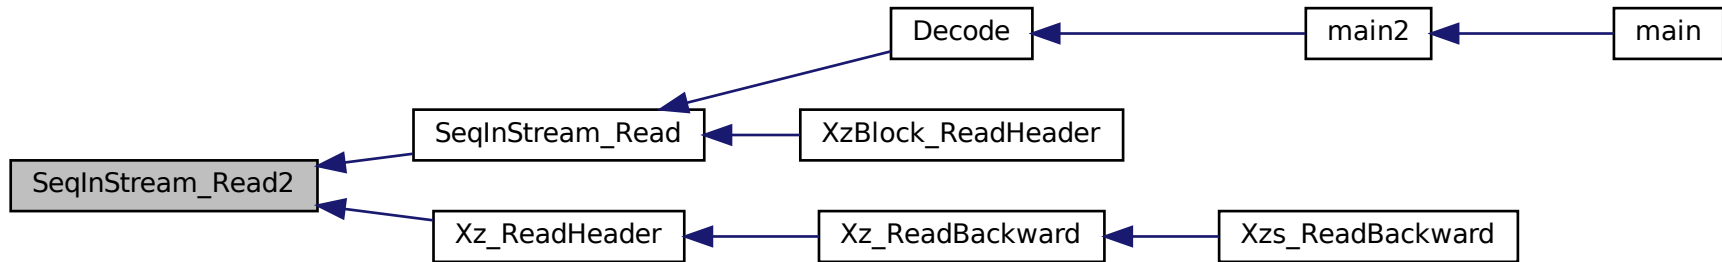 Decode
main2
main
SeqInStream_Read
XzBlock_ReadHeader
SeqInStream_Read2
Xz_ReadHeader
Xz_ReadBackward
Xzs_ReadBackward